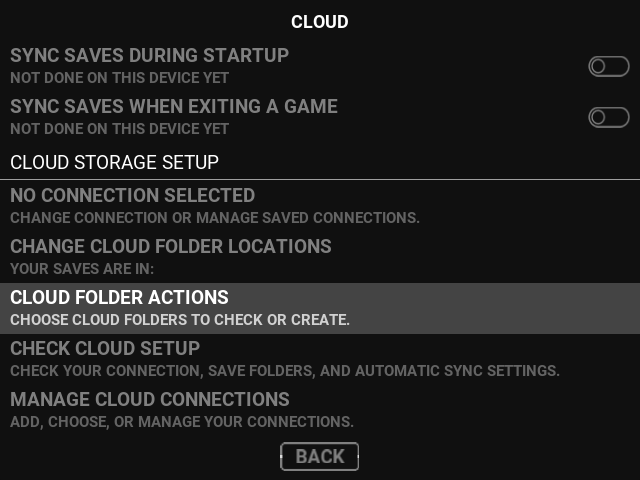 CLOUD
SYNC SAVES DURING STARTUP
NOT DONE ON THIS DEVICE YET
SYNC SAVES WHEN EXITING A GAME
NOT DONE ON THIS DEVICE YET
CLOUD STORAGE SETUP
NO CONNECTION SELECTED
CHANGE CONNECTION OR MANAGE SAVED CONNECTIONS.
CHANGE CLOUD FOLDER LOCATIONS
YOUR SAVES ARE IN:
CLOUD FOLDER ACTIONS
CHOOSE CLOUD FOLDERS TO CHECK OR CREATE.
CHECK CLOUD SETUP
CHECK YOUR CONNECTION, SAVE FOLDERS, AND AUTOMATIC SYNC SETTINGS.
MANAGE CLOUD CONNECTIONS
ADD, CHOOSE, OR MANAGE YOUR CONNECTIONS.
BACK